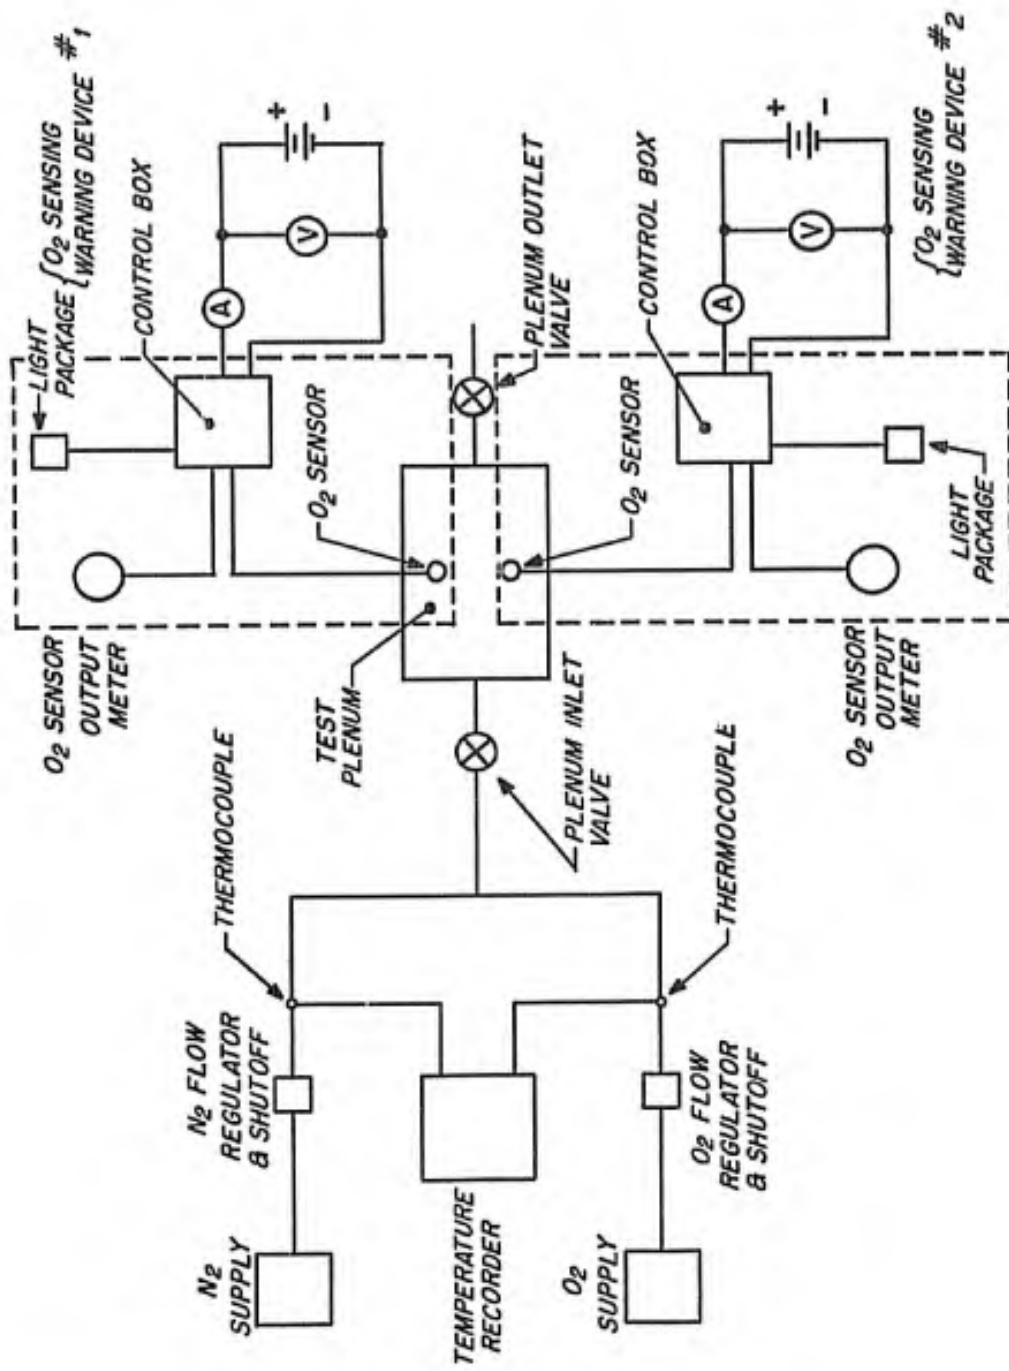 LIGHT
PACKAGE
{O2 SENSING
WARNING DEVICE #1
CONTROL BOX
A
V
+
-
O2 SENSOR
O2 SENSOR
OUTPUT
METER
TEST
PLENUM
PLENUM OUTLET
VALVE
PLENUM INLET
VALVE
THERMOCOUPLE
N2 FLOW
REGULATOR
& SHUTOFF
N2
SUPPLY
TEMPERATURE
RECORDER
O2
SUPPLY
O2 FLOW
REGULATOR
& SHUTOFF
THERMOCOUPLE
O2 SENSOR
CONTROL BOX
A
V
+
-
{O2 SENSING
WARNING DEVICE #2
LIGHT
PACKAGE
O2 SENSOR
OUTPUT
METER